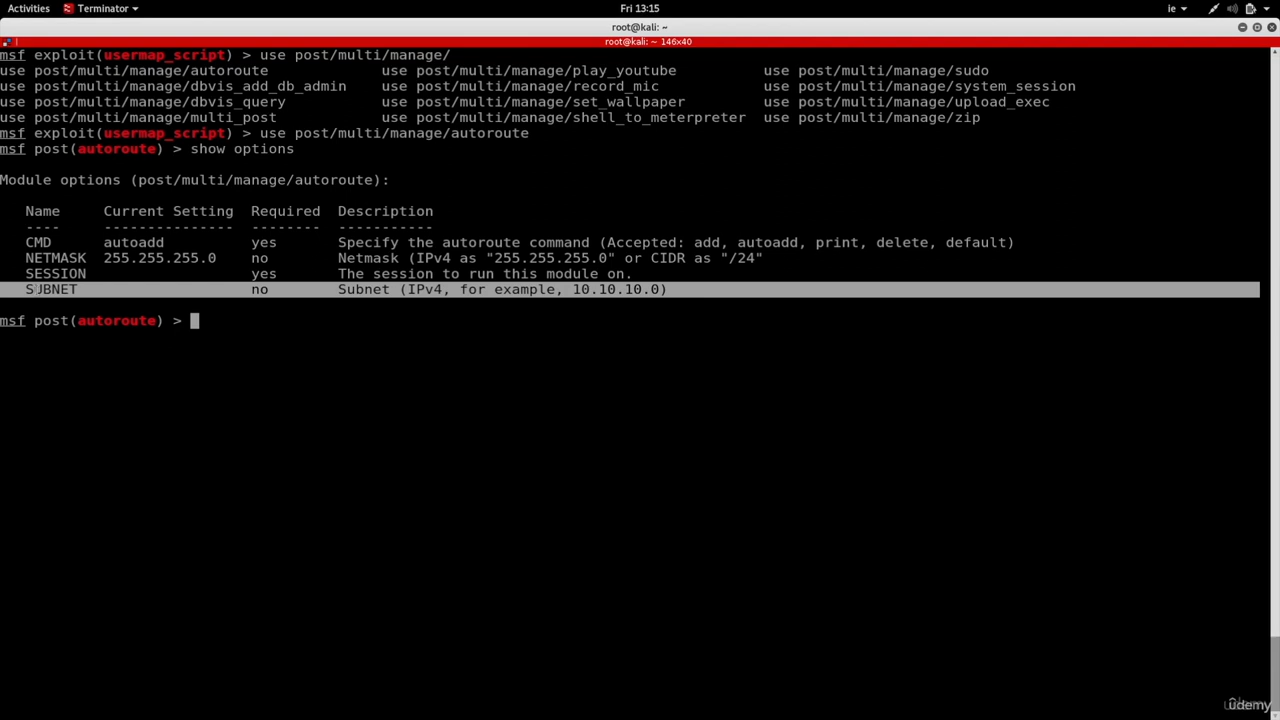 Activities Terminator Fri 13:15 ie
root@kali: ~
root@kali: ~ 146x40
msf exploit(usermap_script) > use post/multi/manage/
use post/multi/manage/autoroute use post/multi/manage/play_youtube use post/multi/manage/sudo
use post/multi/manage/dbvis_add_db_admin use post/multi/manage/record_mic use post/multi/manage/system_session
use post/multi/manage/dbvis_query use post/multi/manage/set_wallpaper use post/multi/manage/upload_exec
use post/multi/manage/multi_post use post/multi/manage/shell_to_meterpreter use post/multi/manage/zip
msf exploit(usermap_script) > use post/multi/manage/autoroute
msf post(autoroute) > show options
Module options (post/multi/manage/autoroute):
Name Current Setting Required Description
---- --------------- -------- -----------
CMD autoadd yes Specify the autoroute command (Accepted: add, autoadd, print, delete, default)
NETMASK 255.255.255.0 no Netmask (IPv4 as "255.255.255.0" or CIDR as "/24"
SESSION yes The session to run this module on.
SUBNET no Subnet (IPv4, for example, 10.10.10.0)
msf post(autoroute) >
ûdemy